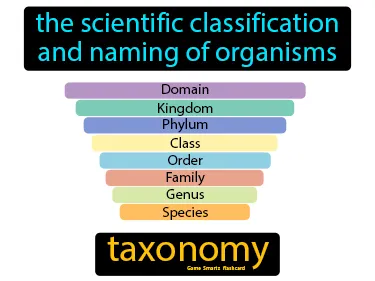 the scientific classification
and naming of organisms
Domain
Kingdom
Phylum
Class
Order
Family
Genus
Species
taxonomy
Game Smartz Flashcard